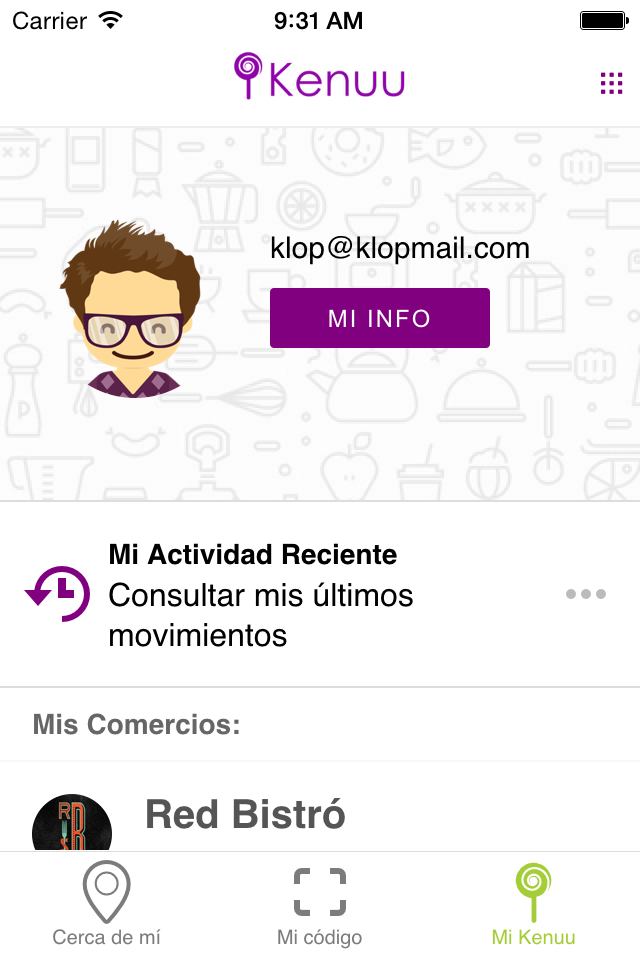 Carrier 9:31 AM
Kenuu
klop@klopmail.com
MI INFO
P
Mi Actividad Reciente
Consultar mis últimos
movimientos
Mis Comercios:
R B
Red Bistró
Cerca de mí Mi código Mi Kenuu